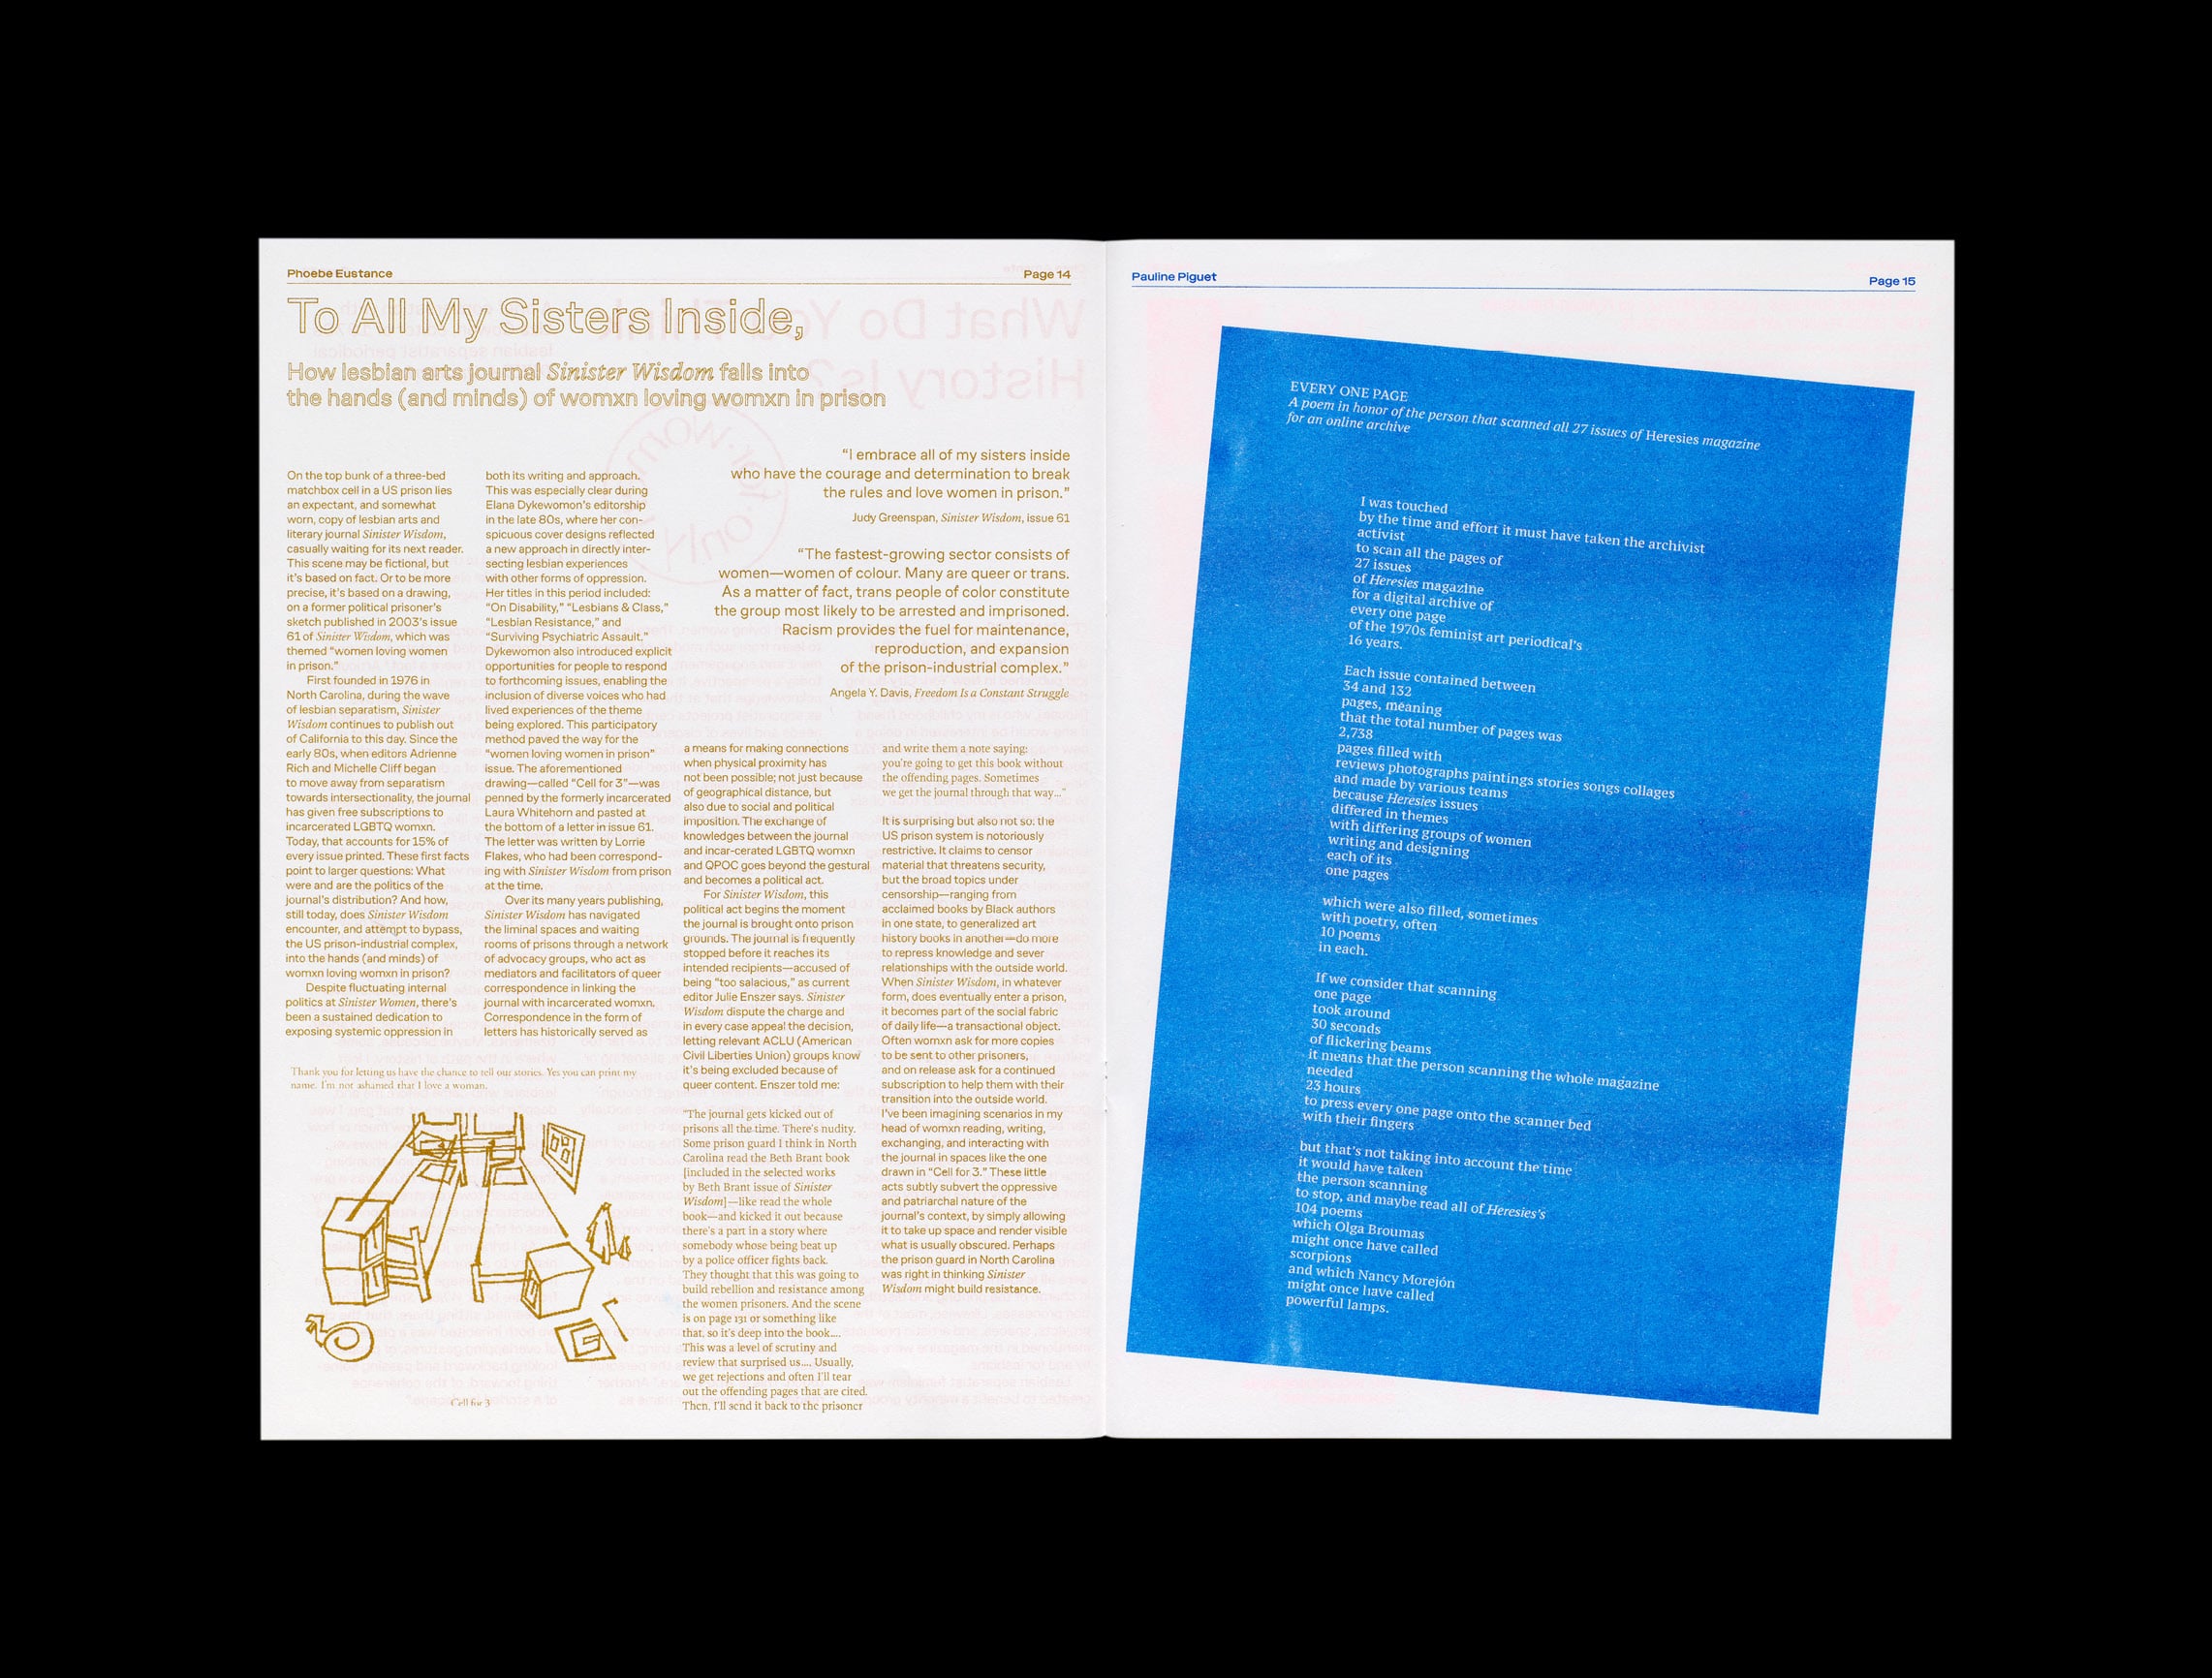 Phoebe Eustance
Page 14
To All My Sisters Inside,
How lesbian arts journal Sinister Wisdom falls into
the hands (and minds) of womxn loving womxn in prison
“I embrace all of my sisters inside
who have the courage and determination to break
the rules and love women in prison.”
Judy Greenspan, Sinister Wisdom, issue 61
“The fastest-growing sector consists of
women—women of colour. Many are queer or trans.
As a matter of fact, trans people of color constitute
the group most likely to be arrested and imprisoned.
Racism provides the fuel for maintenance,
reproduction, and expansion
of the prison-industrial complex.”
Angela Y. Davis, Freedom Is a Constant Struggle
On the top bunk of a three-bed
matchbox cell in a US prison lies
an expectant, and somewhat
worn, copy of lesbian arts and
literary journal Sinister Wisdom,
casually waiting for its next reader.
This scene may be fictional, but
it’s based on fact. Or to be more
precise, it’s based on a drawing,
on a former political prisoner’s
sketch published in 2003’s issue
61 of Sinister Wisdom, which was
themed “women loving women
in prison.”
First founded in 1976 in
North Carolina, during the wave
of lesbian separatism, Sinister
Wisdom continues to publish out
of California to this day. Since the
early 80s, when editors Adrienne
Rich and Michelle Cliff began
to move away from separatism
towards intersectionality, the journal
has given free subscriptions to
incarcerated LGBTQ womxn.
Today, that accounts for 15% of
every issue printed. These first facts
point to larger questions: What
were and are the politics of the
journal’s distribution? And how,
still today, does Sinister Wisdom
encounter, and attempt to bypass,
the US prison-industrial complex,
into the hands (and minds) of
womxn loving womxn in prison?
Despite fluctuating internal
politics at Sinister Women, there’s
been a sustained dedication to
exposing systemic oppression in
both its writing and approach.
This was especially clear during
Elana Dykewomon’s editorship
in the late 80s, where her con-
spicuous cover designs reflected
a new approach in directly inter-
secting lesbian experiences
with other forms of oppression.
Her titles in this period included:
“On Disability,” “Lesbians & Class,”
“Lesbian Resistance,” and
“Surviving Psychiatric Assault.”
Dykewomon also introduced explicit
opportunities for people to respond
to forthcoming issues, enabling the
inclusion of diverse voices who had
lived experiences of the theme
being explored. This participatory
method paved the way for the
“women loving women in prison”
issue. The aforementioned
drawing—called “Cell for 3”—was
penned by the formerly incarcerated
Laura Whitehorn and pasted at
the bottom of a letter in issue 61.
The letter was written by Lorrie
Flakes, who had been correspond-
ing with Sinister Wisdom from prison
at the time.
Over its many years publishing,
Sinister Wisdom has navigated
the liminal spaces and waiting
rooms of prisons through a network
of advocacy groups, who act as
mediators and facilitators of queer
correspondence in linking the
journal with incarcerated womxn.
Correspondence in the form of
letters has historically served as
a means for making connections
when physical proximity has
not been possible; not just because
of geographical distance, but
also due to social and political
imposition. The exchange of
knowledges between the journal
and incar-cerated LGBTQ womxn
and QPOC goes beyond the gestural
and becomes a political act.
For Sinister Wisdom, this
political act begins the moment
the journal is brought onto prison
grounds. The journal is frequently
stopped before it reaches its
intended recipients—accused of
being “too salacious,” as current
editor Julie Enszer says. Sinister
Wisdom dispute the charge and
in every case appeal the decision,
letting relevant ACLU (American
Civil Liberties Union) groups know
it’s being excluded because of
queer content. Enszer told me:
“The journal gets kicked out of
prisons all the time. There’s nudity.
Some prison guard I think in North
Carolina read the Beth Brant book
[included in the selected works
by Beth Brant issue of Sinister
Wisdom]—like read the whole
book—and kicked it out because
there’s a part in a story where
somebody whose being beat up
by a police officer fights back.
They thought that this was going to
build rebellion and resistance among
the women prisoners. And the scene
is on page 131 or something like
that, so it’s deep into the book....
This was a level of scrutiny and
review that surprised us.... Usually,
we get rejections and often I’ll tear
out the offending pages that are cited.
Then, I’ll send it back to the prisoner
and write them a note saying:
you’re going to get this book without
the offending pages. Sometimes
we get the journal through that way...”
It is surprising but also not so: the
US prison system is notoriously
restrictive. It claims to censor
material that threatens security,
but the broad topics under
censorship—ranging from
acclaimed books by Black authors
in one state, to generalized art
history books in another—do more
to repress knowledge and sever
relationships with the outside world.
When Sinister Wisdom, in whatever
form, does eventually enter a prison,
it becomes part of the social fabric
of daily life—a transactional object.
Often womxn ask for more copies
to be sent to other prisoners,
and on release ask for a continued
subscription to help them with their
transition into the outside world.
I’ve been imagining scenarios in my
head of womxn reading, writing,
exchanging, and interacting with
the journal in spaces like the one
drawn in “Cell for 3.” These little
acts subtly subvert the oppressive
and patriarchal nature of the
journal’s context, by simply allowing
it to take up space and render visible
what is usually obscured. Perhaps
the prison guard in North Carolina
was right in thinking Sinister
Wisdom might build resistance.
Thank you for letting us have the chance to tell our stories. Yes you can print my
name. I’m not ashamed that I love a woman.
Cell for 3
Pauline Piguet
Page 15
EVERY ONE PAGE
A poem in honor of the person that scanned all 27 issues of Heresies magazine
for an online archive
I was touched
by the time and effort it must have taken the archivist
activist
to scan all the pages of
27 issues
of Heresies magazine
for a digital archive of
every one page
of the 1970s feminist art periodical’s
16 years.
Each issue contained between
34 and 132
pages, meaning
that the total number of pages was
2,738
pages filled with
reviews photographs paintings stories songs collages
and made by various teams
because Heresies issues
differed in themes
with differing groups of women
writing and designing
each of its
one pages
which were also filled, sometimes
with poetry, often
10 poems
in each.
If we consider that scanning
one page
took around
30 seconds
of flickering beams
it means that the person scanning the whole magazine
needed
23 hours
to press every one page onto the scanner bed
with their fingers
but that’s not taking into account the time
it would have taken
the person scanning
to stop, and maybe read all of Heresies’s
104 poems
which Olga Broumas
might once have called
scorpions
and which Nancy Morejón
might once have called
powerful lamps.